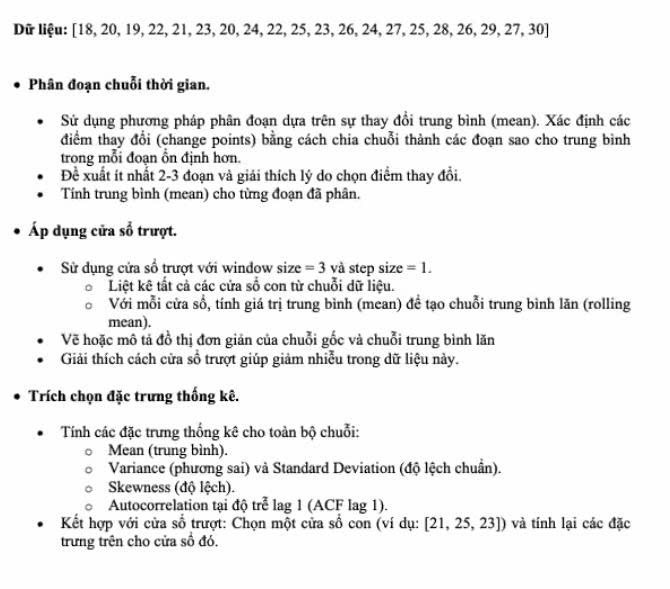 Dữ liệu: [18, 20, 19, 22, 21, 23, 20, 24, 22, 25, 23, 26, 24, 27, 25, 28, 26, 29, 27, 30]
• Phân đoạn chuỗi thời gian.
• Sử dụng phương pháp phân đoạn dựa trên sự thay đổi trung bình (mean). Xác định các
điểm thay đổi (change points) bằng cách chia chuỗi thành các đoạn sao cho trung bình
trong mỗi đoạn ổn định hơn.
• Đề xuất ít nhất 2-3 đoạn và giải thích lý do chọn điểm thay đổi.
• Tính trung bình (mean) cho từng đoạn đã phân.
• Áp dụng cửa sổ trượt.
• Sử dụng cửa sổ trượt với window size = 3 và step size = 1.
o Liệt kê tất cả các cửa sổ con từ chuỗi dữ liệu.
o Với mỗi cửa sổ, tính giá trị trung bình (mean) để tạo chuỗi trung bình lăn (rolling
mean).
• Vẽ hoặc mô tả đồ thị đơn giản của chuỗi gốc và chuỗi trung bình lăn
• Giải thích cách cửa sổ trượt giúp giảm nhiễu trong dữ liệu này.
• Trích chọn đặc trưng thống kê.
• Tính các đặc trưng thống kê cho toàn bộ chuỗi:
o Mean (trung bình).
o Variance (phương sai) và Standard Deviation (độ lệch chuẩn).
o Skewness (độ lệch).
o Autocorrelation tại độ trễ lag 1 (ACF lag 1).
• Kết hợp với cửa sổ trượt: Chọn một cửa sổ con (ví dụ: [21, 25, 23]) và tính lại các đặc
trưng trên cho cửa sổ đó.